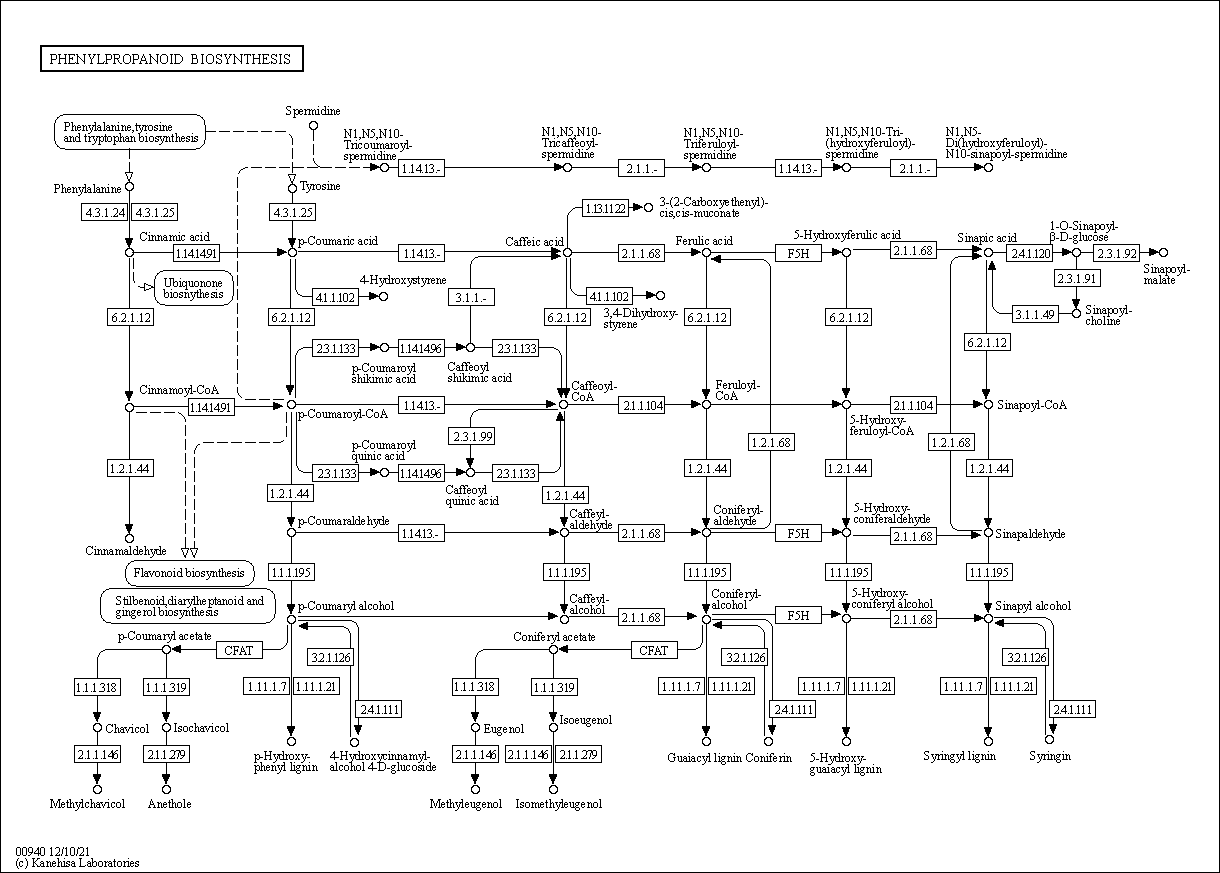 PHENYLPROPANOID BIOSYNTHESIS
Phenylalanine,tyrosine
and tryptophan biosynthesis
Spermidine
N1,N5,N10-
Tricoumaroyl-
spermidine
1.14.13.-
N1,N5,N10-
Tricaffeoyl-
spermidine
2.1.1.-
N1,N5,N10-
Triferuloyl-
spermidine
1.14.13.-
N1,N5,N10-Tri-
(hydroxyferuloyl)-
spermidine
2.1.1.-
N1,N5-
Di(hydroxyferuloyl)-
N10-sinapoyl-spermidine
Phenylalanine
Tyrosine
4.3.1.24
4.3.1.25
4.3.1.25
1.13.11.22
3-(2-Carboxyethenyl)-
cis,cis-muconate
Cinnamic acid
1.14.14.91
p-Coumaric acid
1.14.13.-
Caffeic acid
2.1.1.68
Ferulic acid
F5H
5-Hydroxyferulic acid
2.1.1.68
Sinapic acid
2.4.1.120
1-O-Sinapoyl-
β-D-glucose
2.3.1.92
Sinapoyl-
malate
2.3.1.91
Ubiquonone
biosnythesis
4-Hydroxystyrene
4.1.1.102
3.1.1.-
4.1.1.102
3,4-Dihydroxy-
styrene
3.1.1.49
Sinapoyl-
choline
6.2.1.12
6.2.1.12
6.2.1.12
6.2.1.12
6.2.1.12
6.2.1.12
2.3.1.133
1.14.14.96
2.3.1.133
p-Coumaroyl
shikimic acid
Caffeoyl
shikimic acid
Cinnamoyl-CoA
1.14.14.91
p-Coumaroyl-CoA
1.14.13.-
Caffeoyl-
CoA
2.1.1.104
Feruloyl-
CoA
5-Hydroxy-
feruloyl-CoA
2.1.1.104
Sinapoyl-CoA
2.3.1.99
1.2.1.68
1.2.1.68
p-Coumaroyl
quinic acid
2.3.1.133
1.14.14.96
2.3.1.133
Caffeoyl
quinic acid
1.2.1.44
1.2.1.44
1.2.1.44
1.2.1.44
1.2.1.44
1.2.1.44
Cinnamaldehyde
p-Coumaraldehyde
1.14.13.-
Caffeyl-
aldehyde
2.1.1.68
Coniferyl-
aldehyde
F5H
5-Hydroxy-
coniferaldehyde
2.1.1.68
Sinapaldehyde
Flavonoid biosynthesis
Stilbenoid,diarylheptanoid and
gingerol biosynthesis
1.1.1.195
1.1.1.195
1.1.1.195
1.1.1.195
1.1.1.195
p-Coumaryl alcohol
Caffeyl-
alcohol
2.1.1.68
Coniferyl-
alcohol
F5H
5-Hydroxy-
coniferyl alcohol
2.1.1.68
Sinapyl alcohol
p-Coumaryl acetate
CFAT
Coniferyl acetate
CFAT
3.2.1.126
3.2.1.126
3.2.1.126
1.1.1.318
1.1.1.319
1.11.1.7
1.11.1.21
1.1.1.318
1.1.1.319
1.11.1.7
1.11.1.21
1.11.1.7
1.11.1.21
1.11.1.7
1.11.1.21
2.4.1.111
2.4.1.111
2.4.1.111
Chavicol
Isochavicol
Eugenol
Isoeugenol
2.1.1.146
2.1.1.279
2.1.1.146
2.1.1.146
2.1.1.279
p-Hydroxy-
phenyl lignin
4-Hydroxycinnamyl-
alcohol 4-D-glucoside
Guaiacyl lignin
Coniferin
5-Hydroxy-
guaiacyl lignin
Syringyl lignin
Syringin
Methylchavicol
Anethole
Methyleugenol
Isomethyleugenol
00940 12/10/21
(c) Kanehisa Laboratories